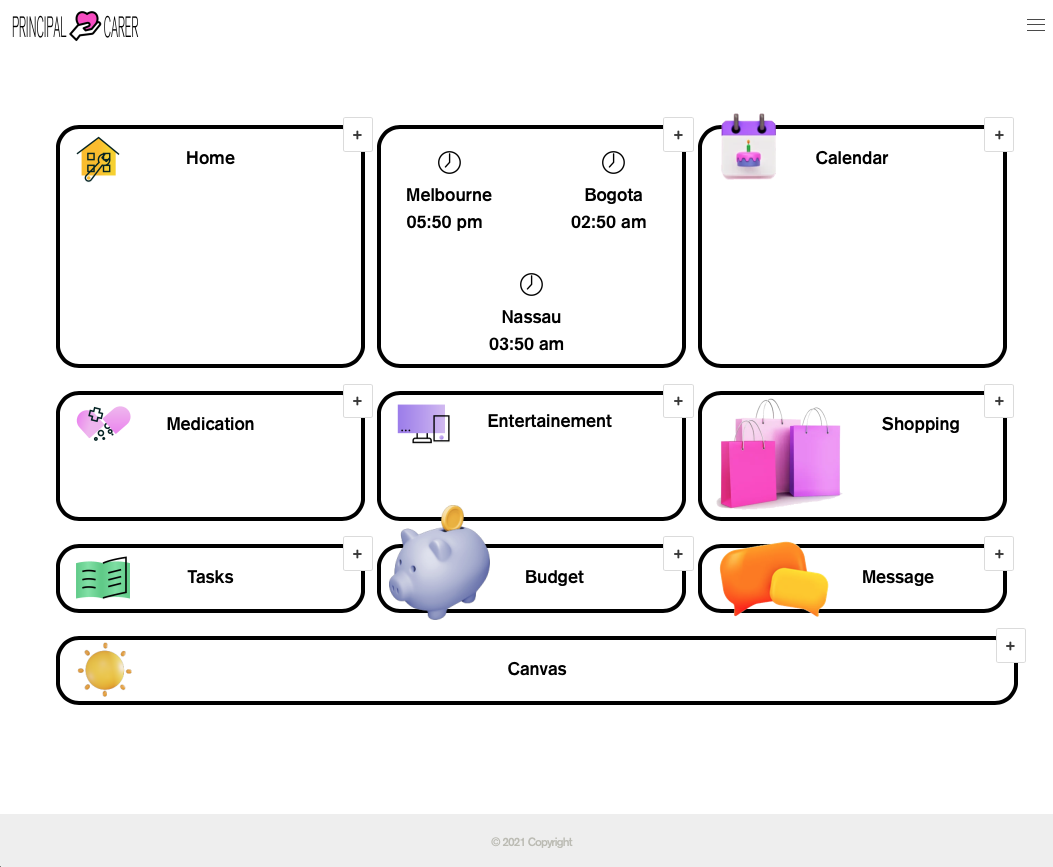 PRINCIPAL CARER
+
Home
+
Melbourne
05:50 pm
Bogota
02:50 am
Nassau
03:50 am
+
Calendar
+
Medication
+
Entertainement
+
Shopping
+
Tasks
+
Budget
+
Message
+
Canvas
© 2021 Copyright